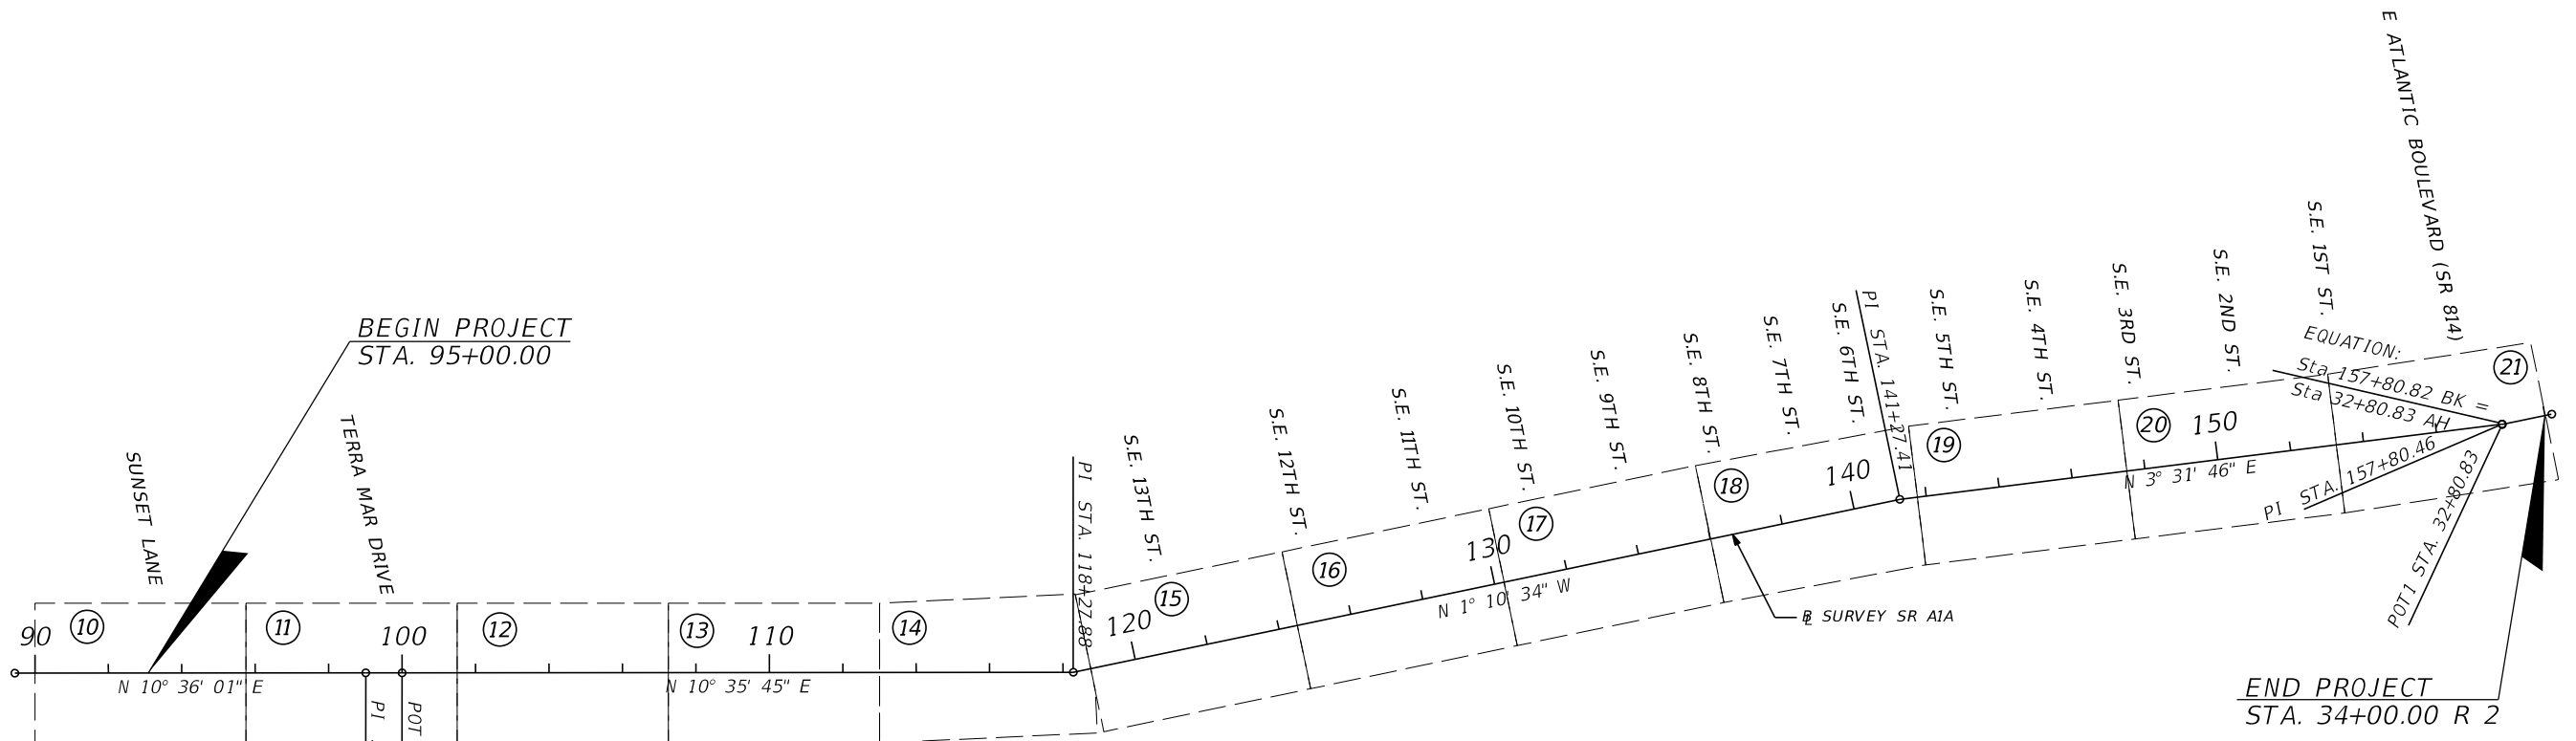 E ATLANTIC BOULEVARD (SR 814)
BEGIN PROJECT
STA. 95+00.00
SUNSET LANE
TERRA MAR DRIVE
S.E. 13TH ST.
S.E. 12TH ST.
S.E. 11TH ST.
S.E. 10TH ST.
S.E. 9TH ST.
S.E. 8TH ST.
S.E. 7TH ST.
S.E. 6TH ST.
S.E. 5TH ST.
S.E. 4TH ST.
S.E. 3RD ST.
S.E. 2ND ST.
S.E. 1ST ST.
EQUATION:
Sta 157+80.82 BK =
Sta 32+80.83 AH
PI STA. 118+27.88
PI STA. 141+27.41
PI STA. 157+80.46
POT1 STA. 32+80.83
90
10
11
100
12
13
110
14
120
15
16
130
17
18
140
19
20
150
21
N 10° 36' 01" E
N 10° 35' 45" E
N 1° 10' 34" W
N 3° 31' 46" E
PI
POT
BL SURVEY SR A1A
END PROJECT
STA. 34+00.00 R 2